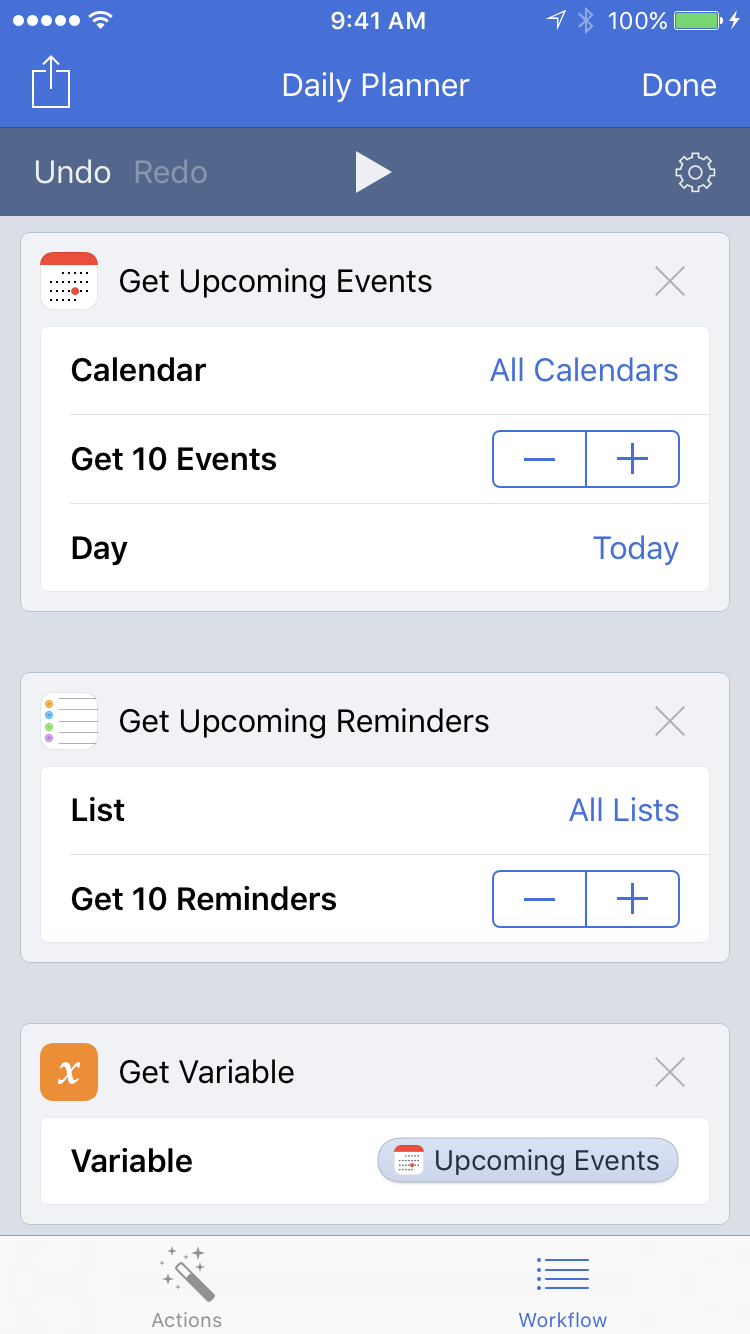 9:41 AM 100%
Daily Planner Done
Undo Redo
Get Upcoming Events
Calendar All Calendars
Get 10 Events
Day Today
Get Upcoming Reminders
List All Lists
Get 10 Reminders
x Get Variable
Variable Upcoming Events
Actions Workflow